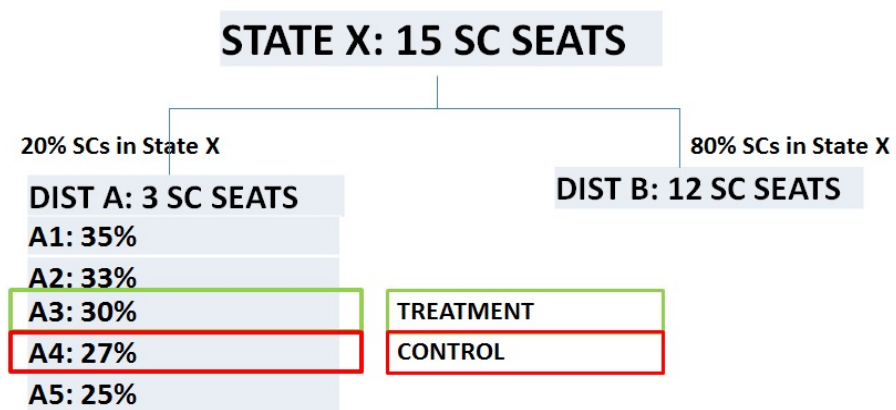 STATE X: 15 SC SEATS
20% SCs in State X
80% SCs in State X
DIST A: 3 SC SEATS
DIST B: 12 SC SEATS
A1: 35%
A2: 33%
A3: 30%
TREATMENT
A4: 27%
CONTROL
A5: 25%